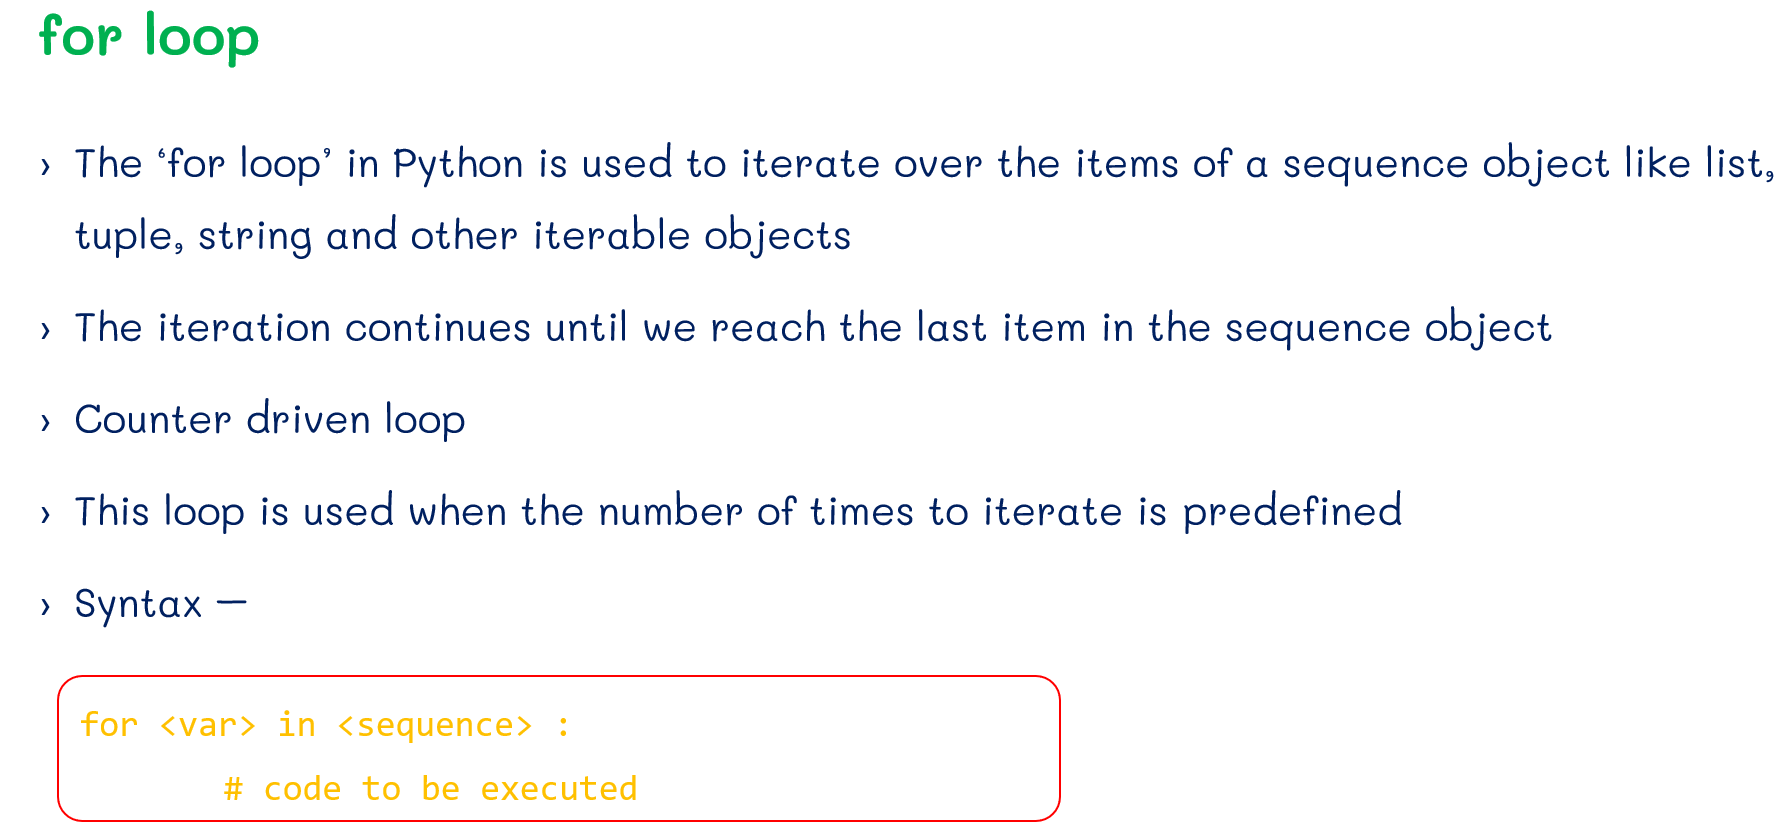 for loop
› The ‘for loop’ in Python is used to iterate over the items of a sequence object like list,
tuple, string and other iterable objects
› The iteration continues until we reach the last item in the sequence object
› Counter driven loop
› This loop is used when the number of times to iterate is predefined
› Syntax –
for <var> in <sequence> :
# code to be executed